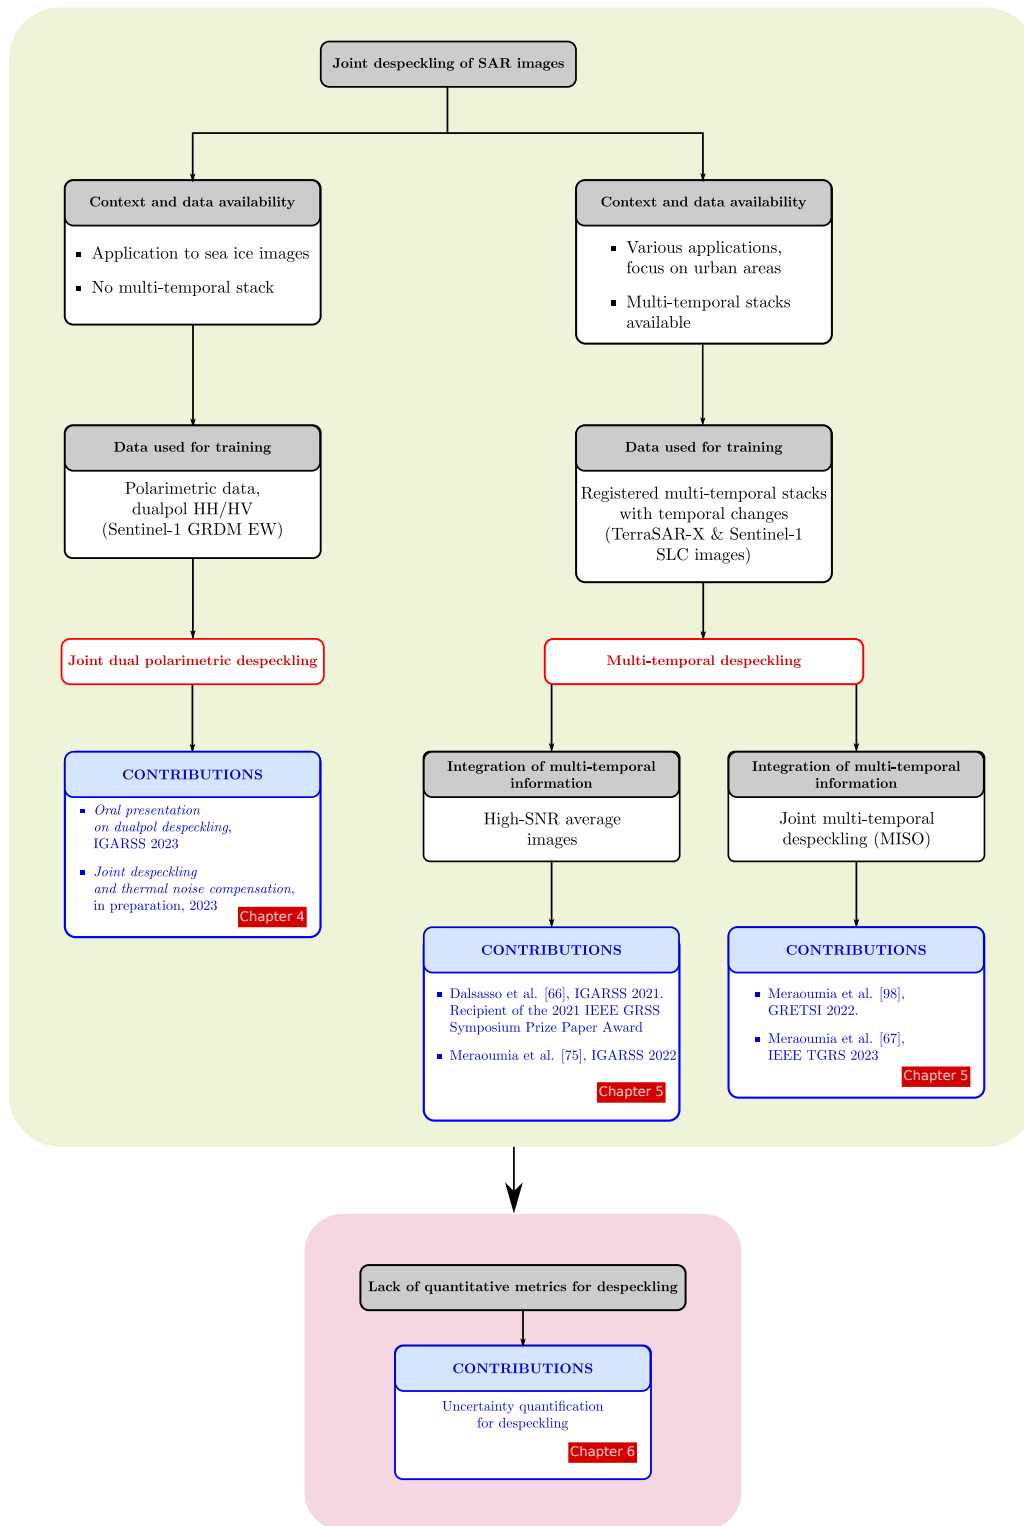 Joint despeckling of SAR images
Context and data availability
▪ Application to sea ice images
▪ No multi-temporal stack
Data used for training
Polarimetric data,
dualpol HH/HV
(Sentinel-1 GRDM EW)
Joint dual polarimetric despeckling
CONTRIBUTIONS
▪ Oral presentation
on dualpol despeckling,
IGARSS 2023
▪ Joint despeckling
and thermal noise compensation,
in preparation, 2023
Chapter 4
Context and data availability
▪ Various applications,
focus on urban areas
▪ Multi-temporal stacks
available
Data used for training
Registered multi-temporal stacks
with temporal changes
(TerraSAR-X & Sentinel-1
SLC images)
Multi-temporal despeckling
Integration of multi-temporal
information
High-SNR average
images
CONTRIBUTIONS
▪ Dalsasso et al. [66], IGARSS 2021.
Recipient of the 2021 IEEE GRSS
Symposium Prize Paper Award
▪ Meraoumia et al. [75], IGARSS 2022
Chapter 5
Integration of multi-temporal
information
Joint multi-temporal
despeckling (MISO)
CONTRIBUTIONS
▪ Meraoumia et al. [98],
GRETSI 2022.
▪ Meraoumia et al. [67],
IEEE TGRS 2023
Chapter 5
Lack of quantitative metrics for despeckling
CONTRIBUTIONS
Uncertainty quantification
for despeckling
Chapter 6